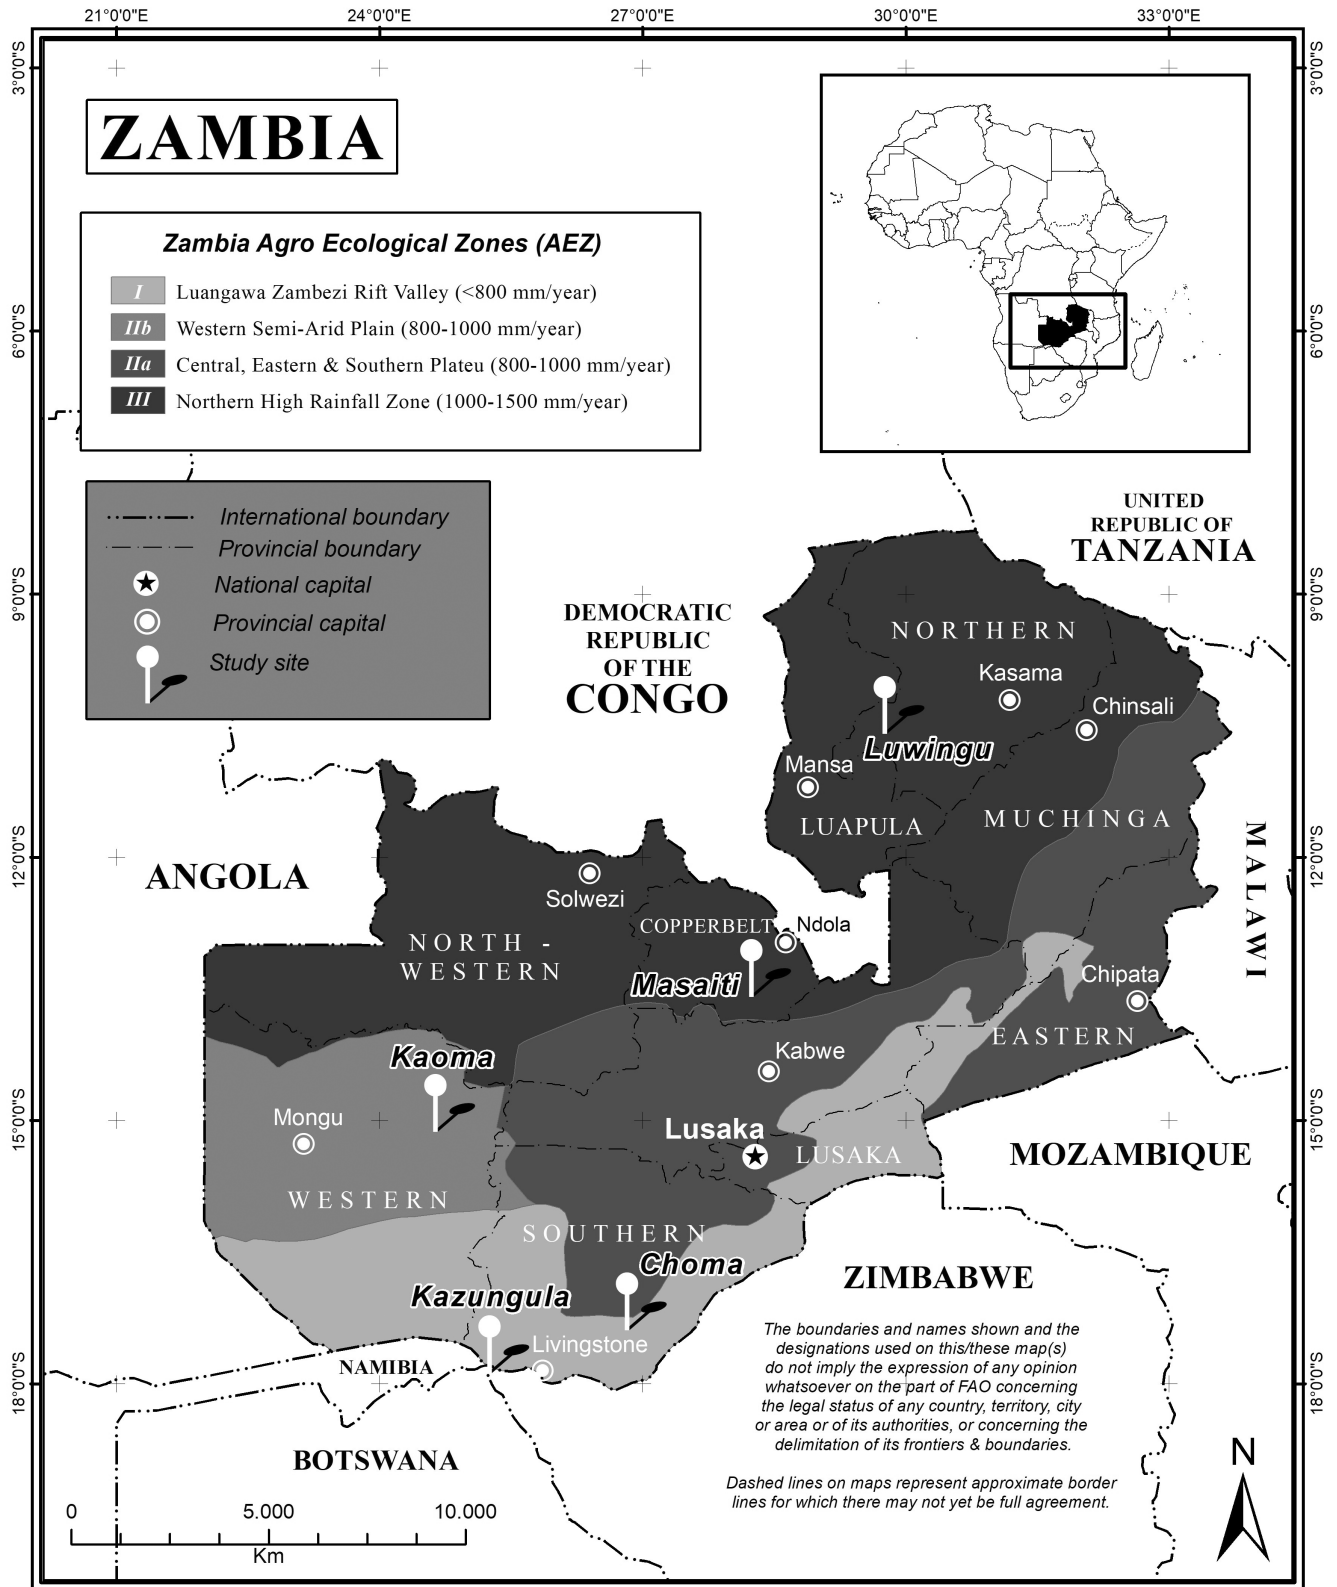 21°0'0"E
24°0'0"E
27°0'0"E
30°0'0"E
33°0'0"E
3°0'0"S
3°0'0"S
ZAMBIA
Zambia Agro Ecological Zones (AEZ)
I Luangawa Zambezi Rift Valley (<800 mm/year)
IIb Western Semi-Arid Plain (800-1000 mm/year)
IIa Central, Eastern & Southern Plateu (800-1000 mm/year)
III Northern High Rainfall Zone (1000-1500 mm/year)
6°0'0"S
6°0'0"S
International boundary
Provincial boundary
National capital
Provincial capital
Study site
9°0'0"S
9°0'0"S
UNITED
REPUBLIC OF
TANZANIA
DEMOCRATIC
REPUBLIC
OF THE
CONGO
NORTHERN
Kasama
Chinsali
Luwingu
Mansa
LUAPULA
MUCHINGA
MALAWI
12°0'0"S
12°0'0"S
ANGOLA
Solwezi
COPPERBELT
Ndola
NORTH -
WESTERN
Masaiti
Chipata
EASTERN
Kaoma
Kabwe
Mongu
Lusaka
LUSAKA
15°0'0"S
15°0'0"S
MOZAMBIQUE
WESTERN
SOUTHERN
Choma
Kazungula
Livingstone
ZIMBABWE
NAMIBIA
18°0'0"S
18°0'0"S
BOTSWANA
The boundaries and names shown and the
designations used on this/these map(s)
do not imply the expression of any opinion
whatsoever on the part of FAO concerning
the legal status of any country, territory, city
or area or of its authorities, or concerning the
delimitation of its frontiers & boundaries.
Dashed lines on maps represent approximate border
lines for which there may not yet be full agreement.
N
0 5.000 10.000
Km